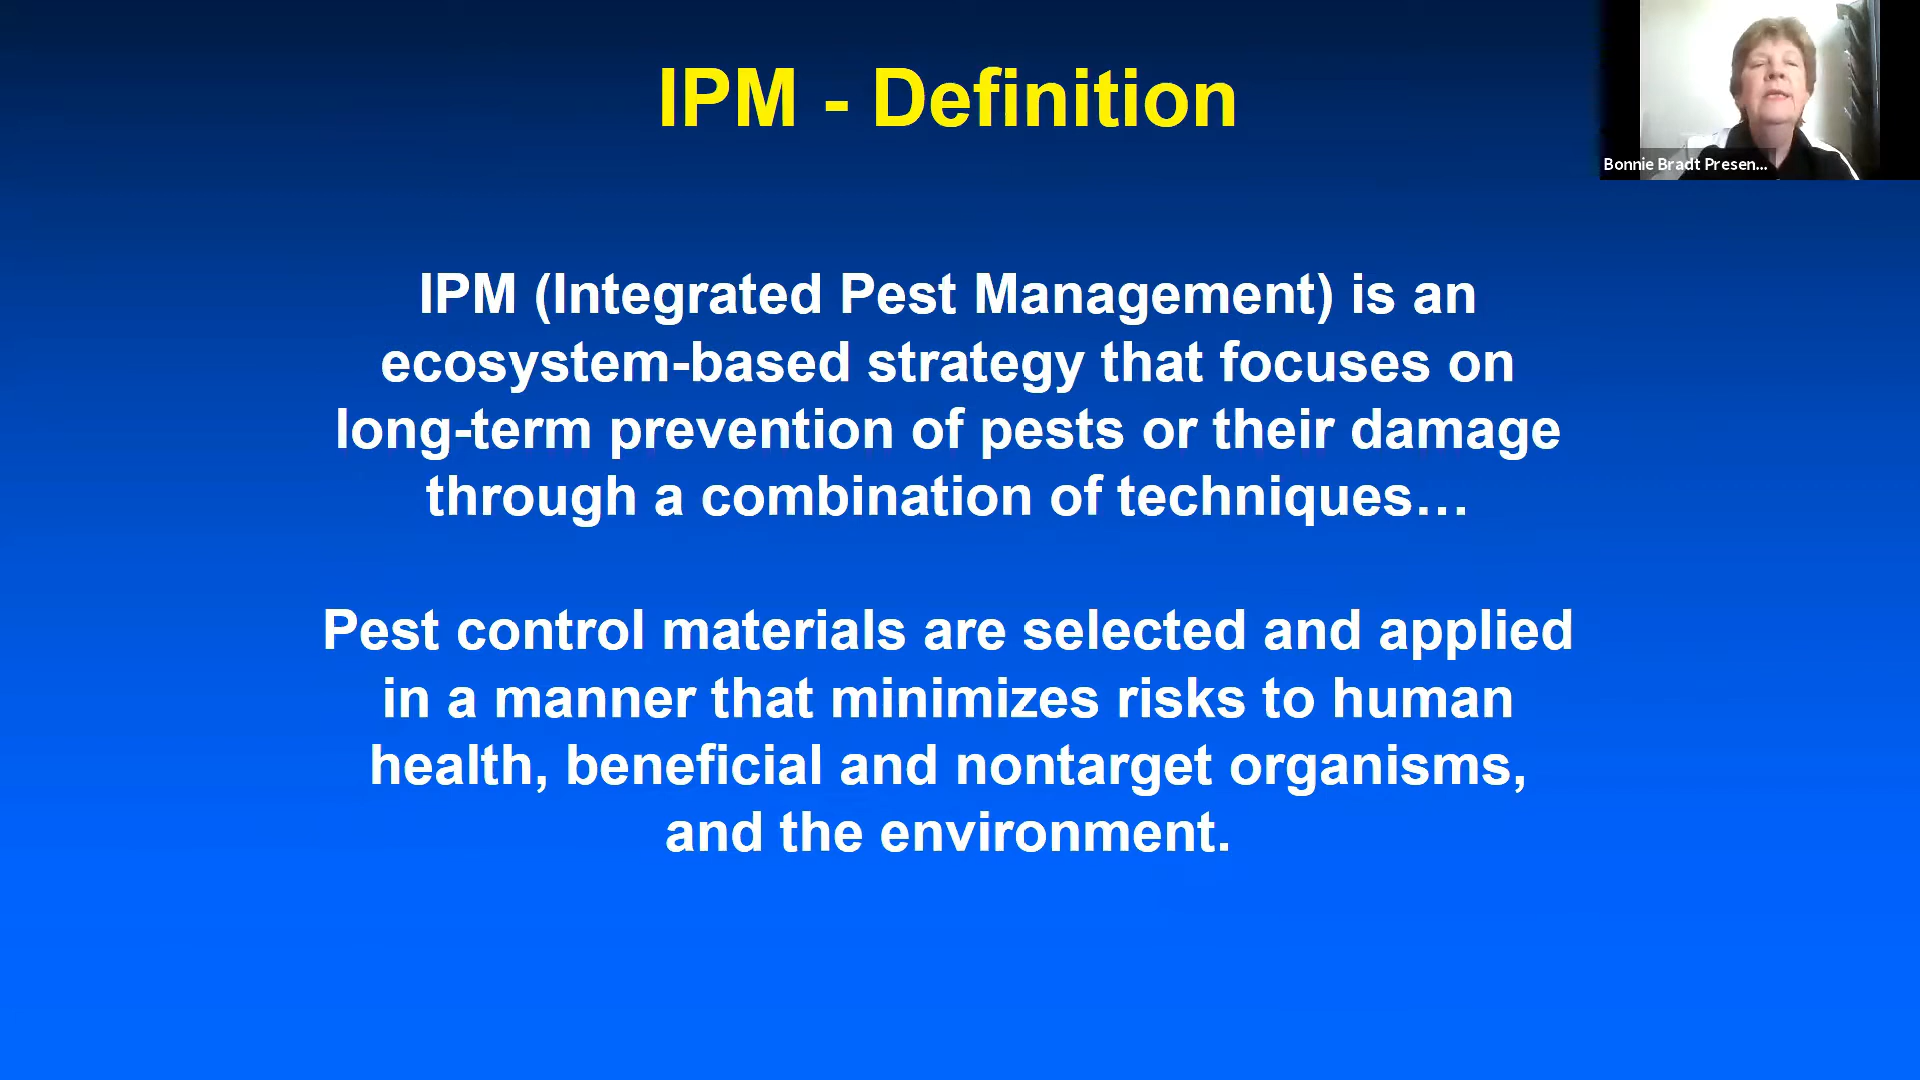 IPM - Definition
Bonnie Bradt Presen...
IPM (Integrated Pest Management) is an
ecosystem-based strategy that focuses on
long-term prevention of pests or their damage
through a combination of techniques…
Pest control materials are selected and applied
in a manner that minimizes risks to human
health, beneficial and nontarget organisms,
and the environment.